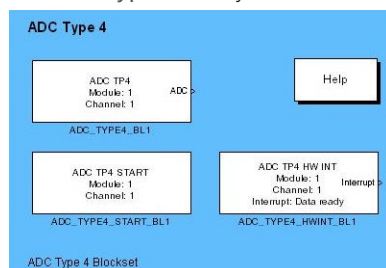 ADC Type 4
ADC TP4
Module: 1
Channel: 1
ADC >
ADC_TYPE4_BL1
Help
ADC TP4 START
Module: 1
Channel: 1
ADC_TYPE4_START_BL1
ADC TP4 HW INT
Module: 1
Channel: 1
Interrupt: Data ready
Interrupt >
ADC_TYPE4_HWINT_BL1
ADC Type 4 Blockset